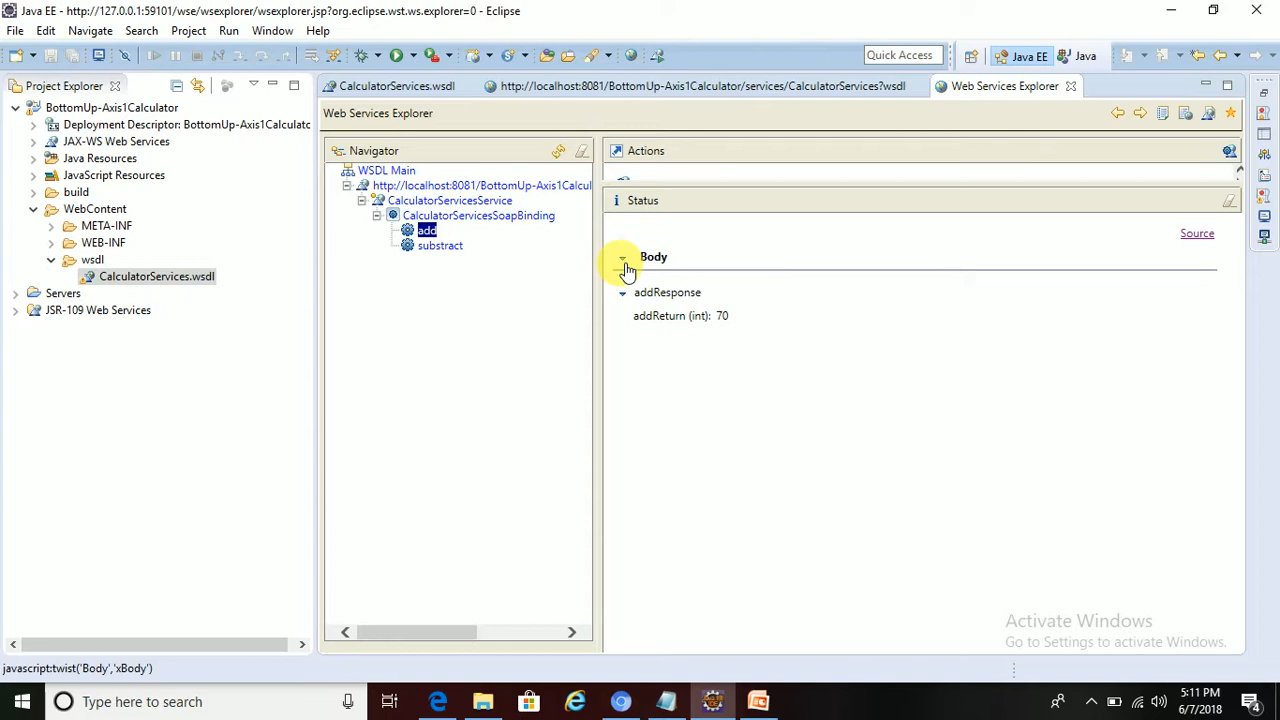 Java EE - http://127.0.0.1:59101/wse/wsexplorer/wsexplorer.jsp?org.eclipse.wst.ws.explorer=0 - Eclipse
File Edit Navigate Search Project Run Window Help
Quick Access
Java EE
Java
Project Explorer
CalculatorServices.wsdl
http://localhost:8081/BottomUp-Axis1Calculator/services/CalculatorServices?wsdl
Web Services Explorer
BottomUp-Axis1Calculator
Deployment Descriptor: BottomUp-Axis1Calculatc
JAX-WS Web Services
Java Resources
JavaScript Resources
build
WebContent
META-INF
WEB-INF
wsdl
CalculatorServices.wsdl
Servers
JSR-109 Web Services
Web Services Explorer
Navigator
WSDL Main
http://localhost:8081/BottomUp-Axis1Calcul
CalculatorServicesService
CalculatorServicesSoapBinding
add
substract
Actions
Status
Source
Body
addResponse
addReturn (int): 70
Activate Windows
Go to Settings to activate Windows.
javascript:twist('Body','xBody')
Type here to search
5:11 PM
6/7/2018
4